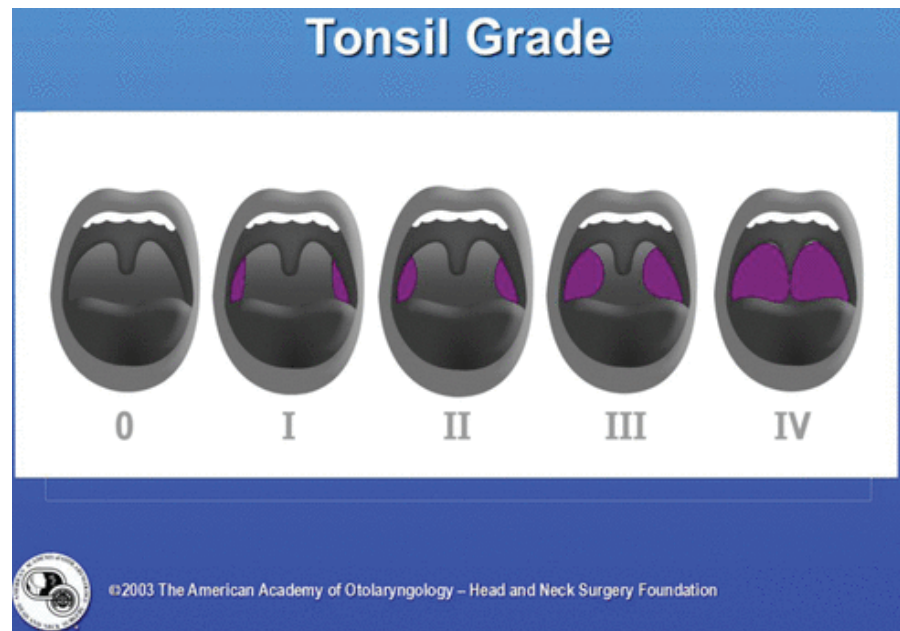 Tonsil Grade
0 I II III IV
©2003 The American Academy of Otolaryngology – Head and Neck Surgery Foundation